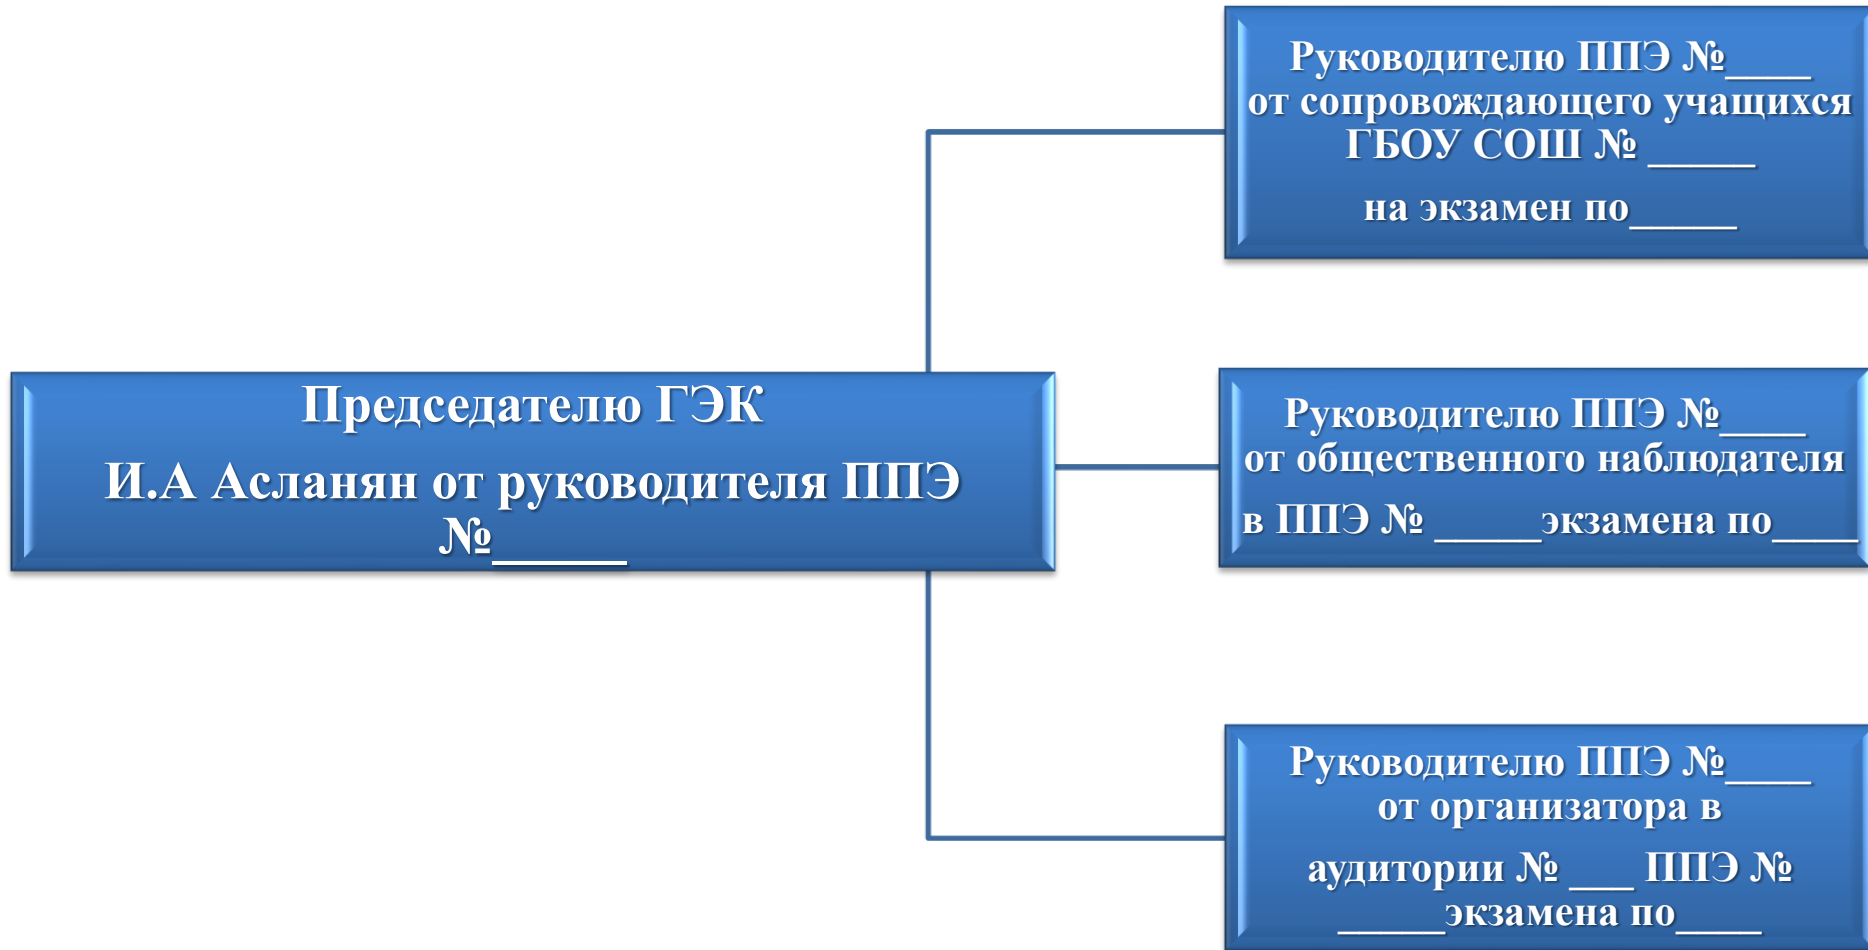 Руководителю ППЭ №____
от сопровождающего учащихся
ГБОУ СОШ № _____
на экзамен по_____
Председателю ГЭК
И.А Асланян от руководителя ППЭ
№_____
Руководителю ППЭ №____
от общественного наблюдателя
в ППЭ № _____экзамена по____
Руководителю ППЭ №____
от организатора в
аудитории № ___ ППЭ №
_____экзамена по____